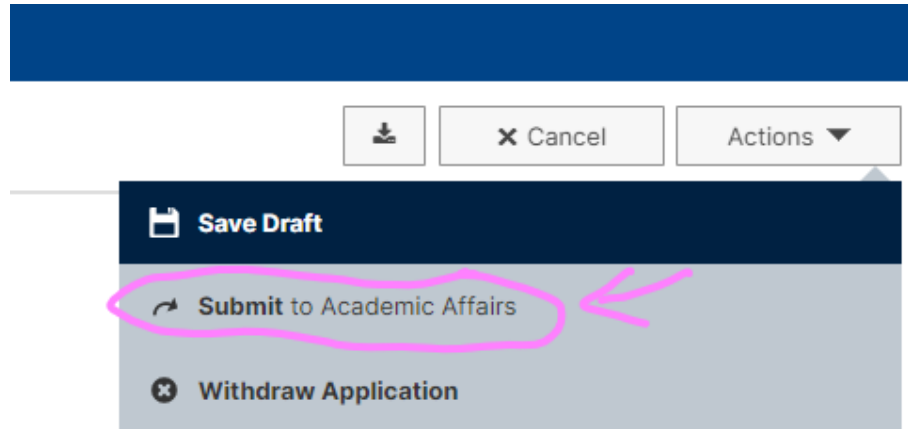 Cancel
Actions
Save Draft
Submit to Academic Affairs
Withdraw Application